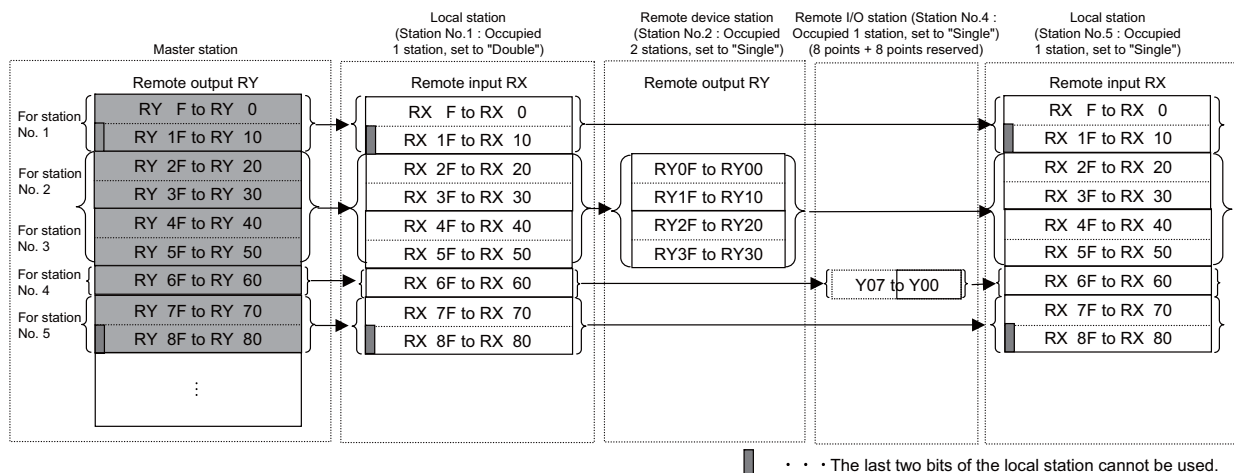 Master station
Local station
(Station No.1 : Occupied
1 station, set to "Double")
Remote device station
(Station No.2 : Occupied
2 stations, set to "Single")
Remote I/O station (Station No.4 :
Occupied 1 station, set to "Single")
(8 points + 8 points reserved)
Local station
(Station No.5 : Occupied
1 station, set to "Single")
Remote output RY
Remote input RX
Remote output RY
Remote input RX
For station
No. 1
RY F to RY 0
RX F to RX 0
RX F to RX 0
RY 1F to RY 10
RX 1F to RX 10
RX 1F to RX 10
For station
No. 2
RY 2F to RY 20
RX 2F to RX 20
RY0F to RY00
RX 2F to RX 20
RY 3F to RY 30
RX 3F to RX 30
RY1F to RY10
RX 3F to RX 30
For station
No. 3
RY 4F to RY 40
RX 4F to RX 40
RY2F to RY20
RX 4F to RX 40
RY 5F to RY 50
RX 5F to RX 50
RY3F to RY30
RX 5F to RX 50
For station
No. 4
RY 6F to RY 60
RX 6F to RX 60
Y07 to Y00
RX 6F to RX 60
For station
No. 5
RY 7F to RY 70
RX 7F to RX 70
RX 7F to RX 70
RY 8F to RY 80
RX 8F to RX 80
RX 8F to RX 80
⋮
・・・The last two bits of the local station cannot be used.